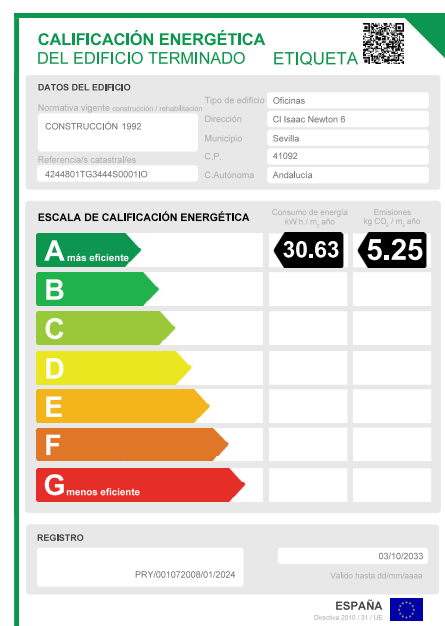 CALIFICACIÓN ENERGÉTICA
DEL EDIFICIO TERMINADO ETIQUETA
DATOS DEL EDIFICIO
Normativa vigente construcción / rehabilitación
CONSTRUCCIÓN 1992
Referencia/s catastral/es
4244801TG3444S0001IO
Tipo de edificio Oficinas
Dirección Cl Isaac Newton 6
Municipio Sevilla
C.P. 41092
C.Autónoma Andalucía
ESCALA DE CALIFICACIÓN ENERGÉTICA
Consumo de energía
kW h / m² año
Emisiones
kg CO₂ / m² año
A más eficiente 30.63 5.25
B
C
D
E
F
G menos eficiente
REGISTRO
PRY/001072008/01/2024
03/10/2033
Válido hasta dd/mm/aaaa
ESPAÑA
Directiva 2010 / 31 / UE